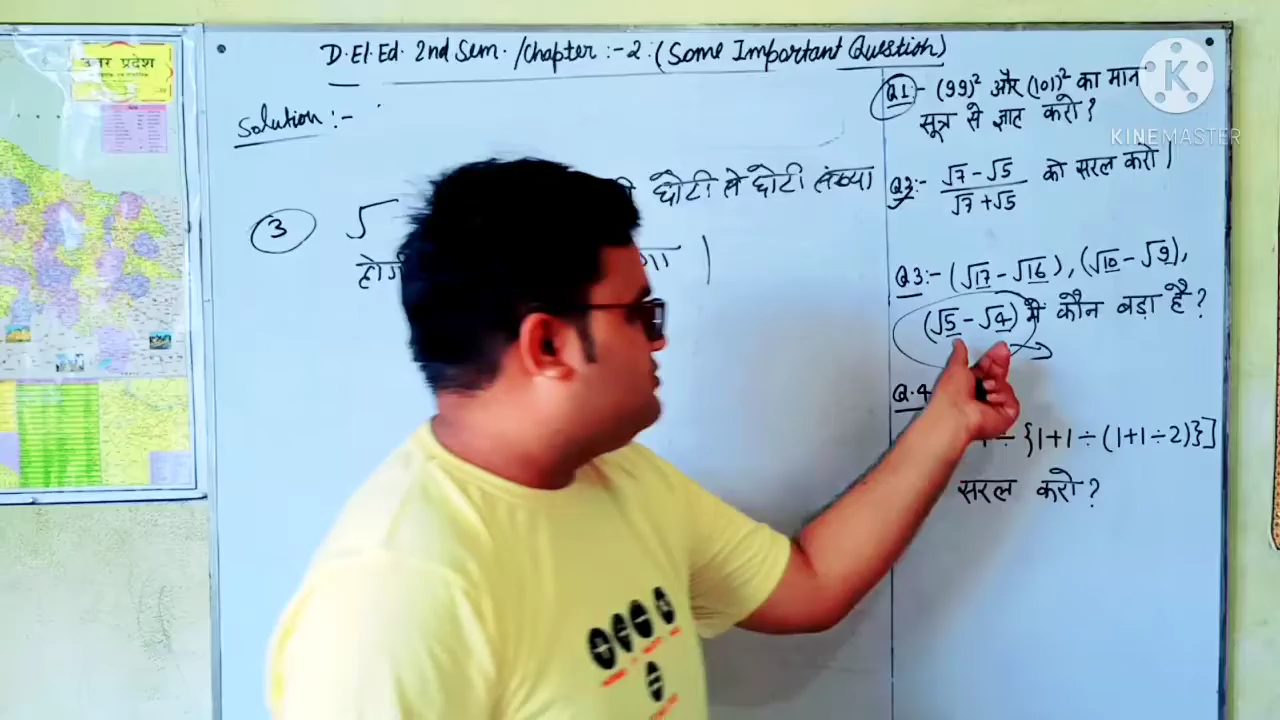 D.El.Ed. 2nd Sem. /Chapter :-2.(Some Important Question)
उत्तर प्रदेश
Solution :-
3
√
छोटी से छोटी संख्या
Q1 :- (99)² और (101)² का मान
सूत्र से ज्ञात करो ?
Q2 :- √7 - √5 / √7 + √5 को सरल करो।
Q3 :- (√17 - √16), (√10 - √9),
(√5 - √4) में कौन बड़ा है ?
Q.4
÷ {1+1 ÷ (1+1 ÷ 2)}]
सरल करो ?
K
KINEMASTER